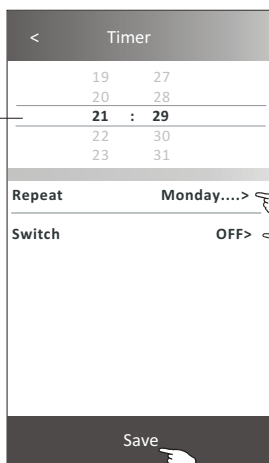 < Timer
19 27
20 28
21 : 29
22 30
23 31
Repeat Monday....>
Switch OFF>
Save